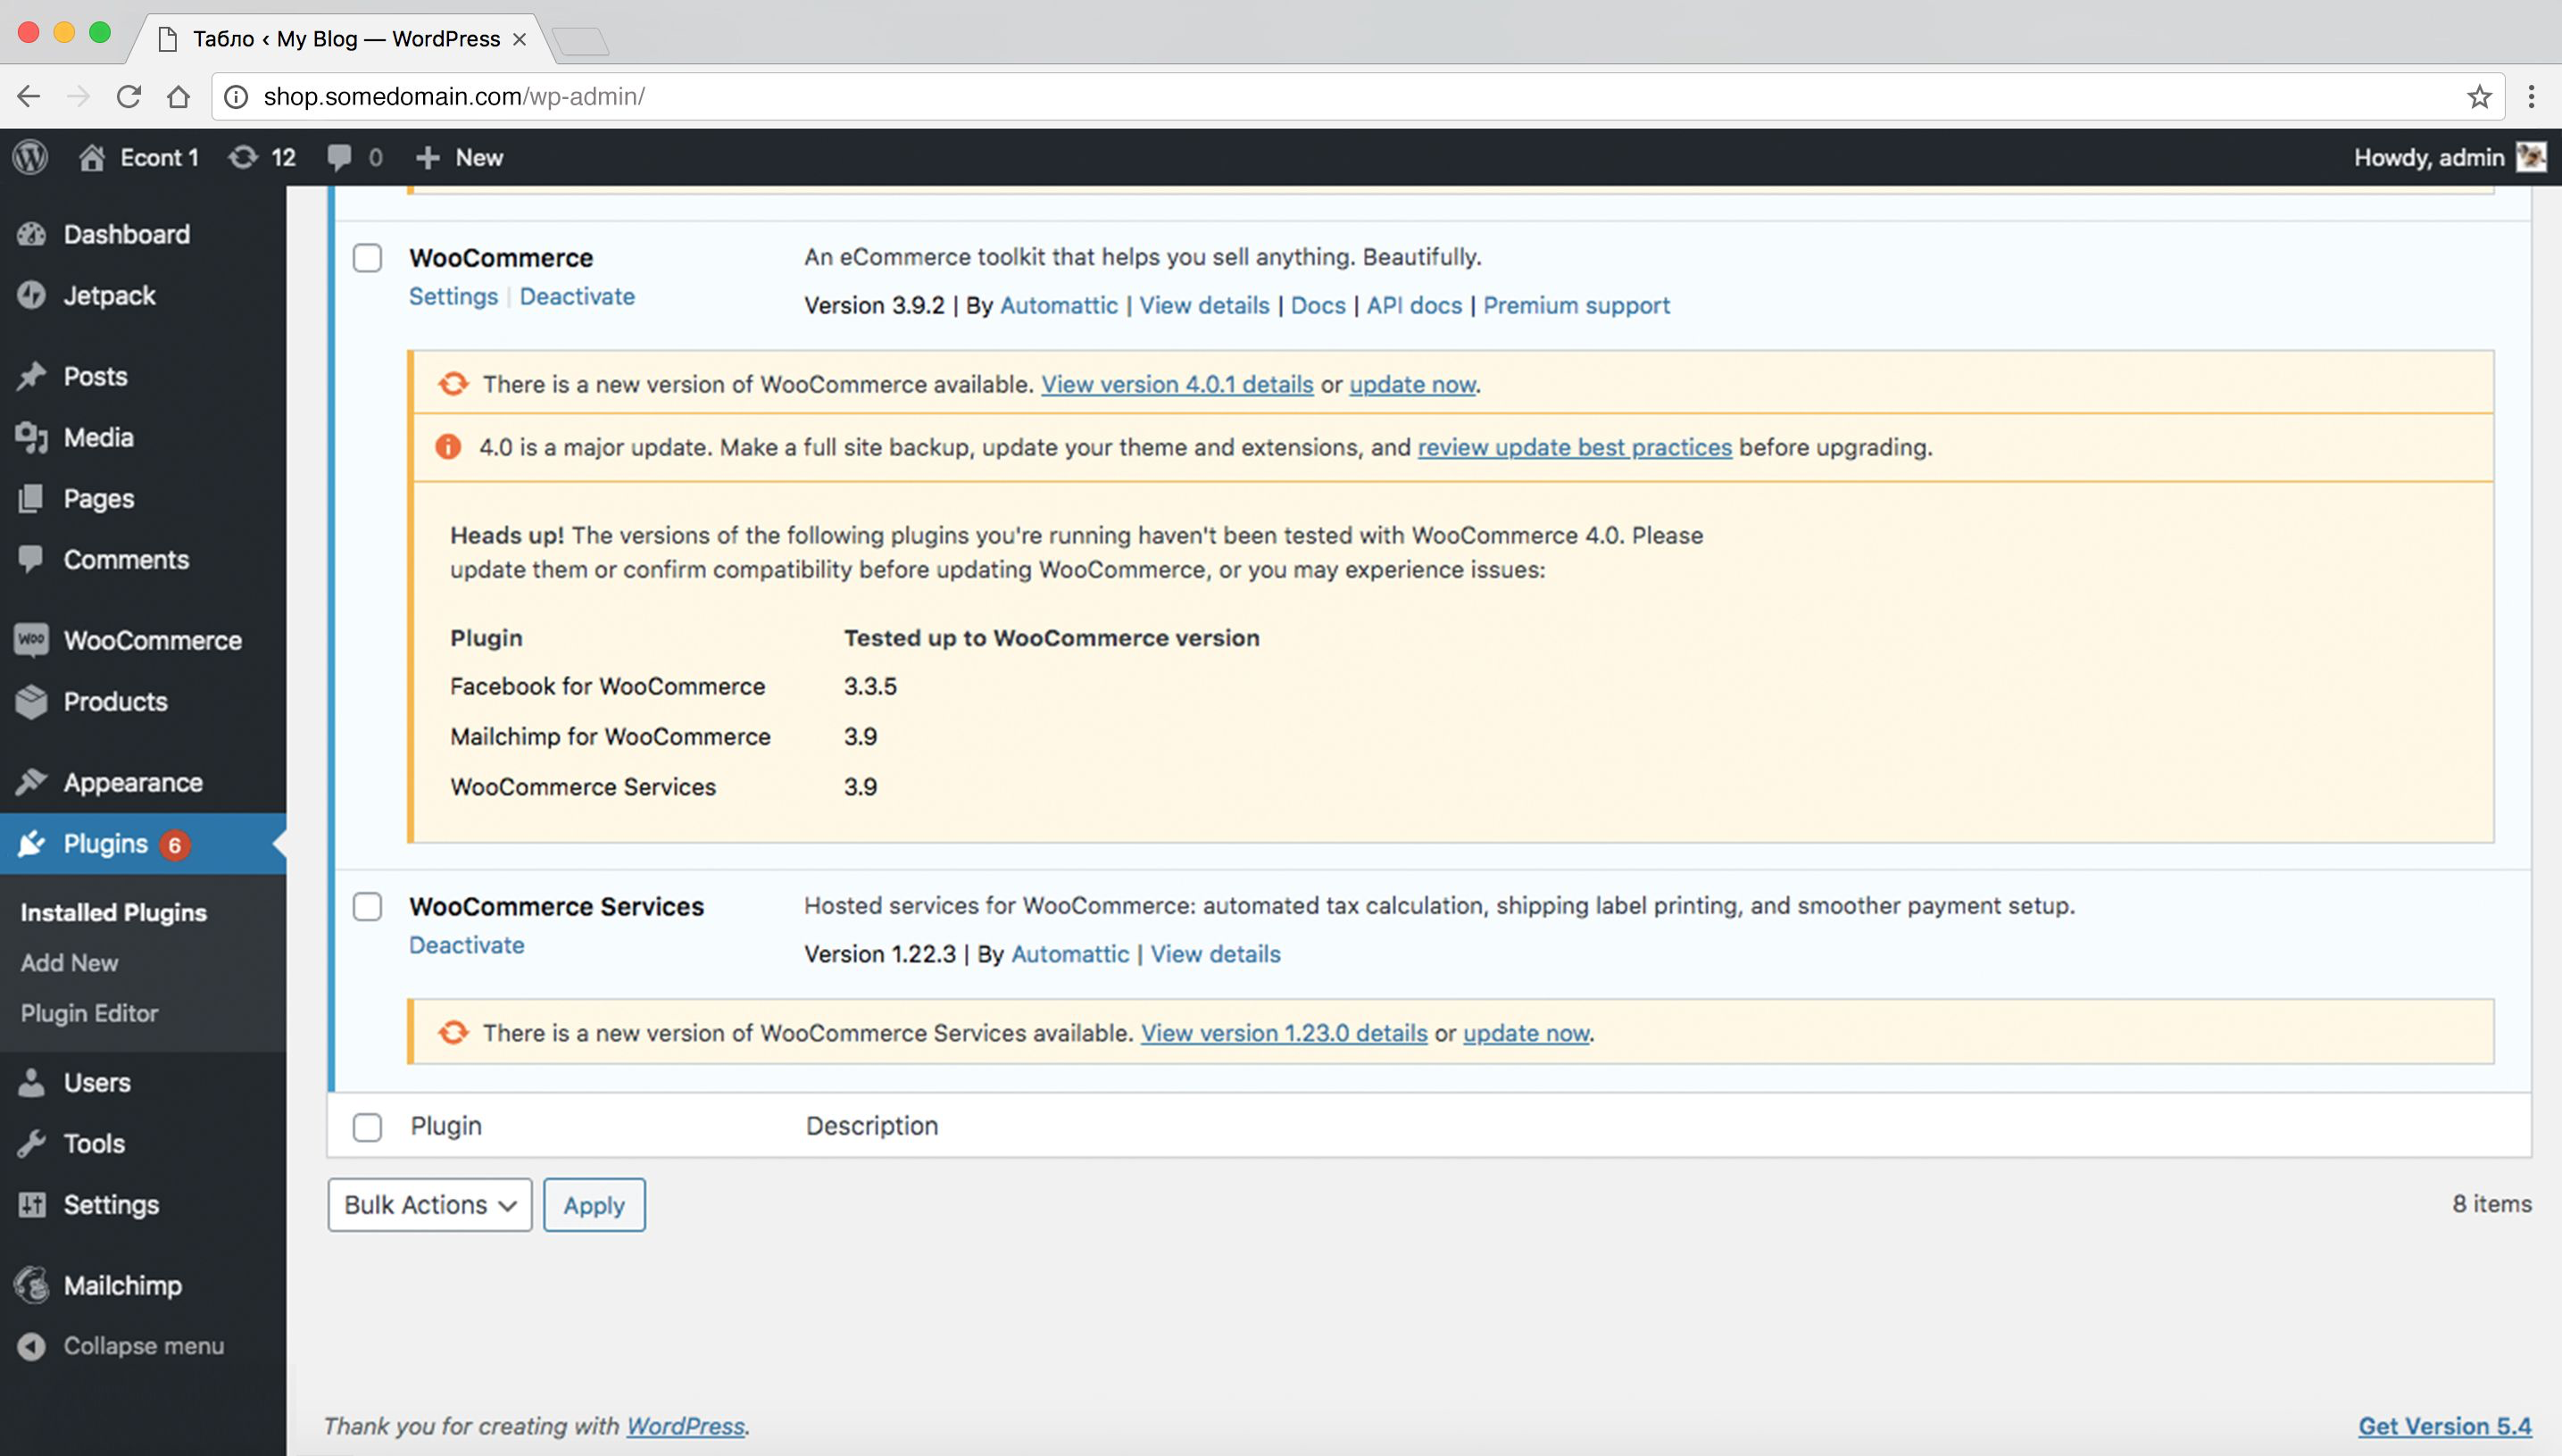 Табло ‹ My Blog — WordPress
shop.somedomain.com/wp-admin/
Econt 1 12 0 New Howdy, admin
Dashboard
Jetpack
Posts
Media
Pages
Comments
WooCommerce
Products
Appearance
Plugins 6
Installed Plugins
Add New
Plugin Editor
Users
Tools
Settings
Mailchimp
Collapse menu
WooCommerce
Settings | Deactivate
An eCommerce toolkit that helps you sell anything. Beautifully.
Version 3.9.2 | By Automattic | View details | Docs | API docs | Premium support
There is a new version of WooCommerce available. View version 4.0.1 details or update now.
4.0 is a major update. Make a full site backup, update your theme and extensions, and review update best practices before upgrading.
Heads up! The versions of the following plugins you're running haven't been tested with WooCommerce 4.0. Please
update them or confirm compatibility before updating WooCommerce, or you may experience issues:
Plugin Tested up to WooCommerce version
Facebook for WooCommerce 3.3.5
Mailchimp for WooCommerce 3.9
WooCommerce Services 3.9
WooCommerce Services
Deactivate
Hosted services for WooCommerce: automated tax calculation, shipping label printing, and smoother payment setup.
Version 1.22.3 | By Automattic | View details
There is a new version of WooCommerce Services available. View version 1.23.0 details or update now.
Plugin Description
Bulk Actions Apply 8 items
Thank you for creating with WordPress. Get Version 5.4